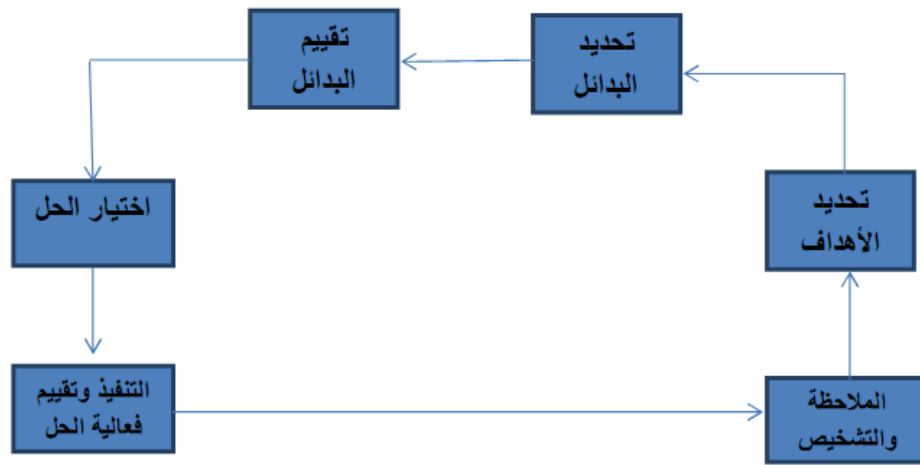 تحديد
البدائل
تقييم
البدائل
تحديد
الأهداف
اختيار الحل
الملاحظة
والتشخيص
التنفيذ وتقييم
فعالية الحل